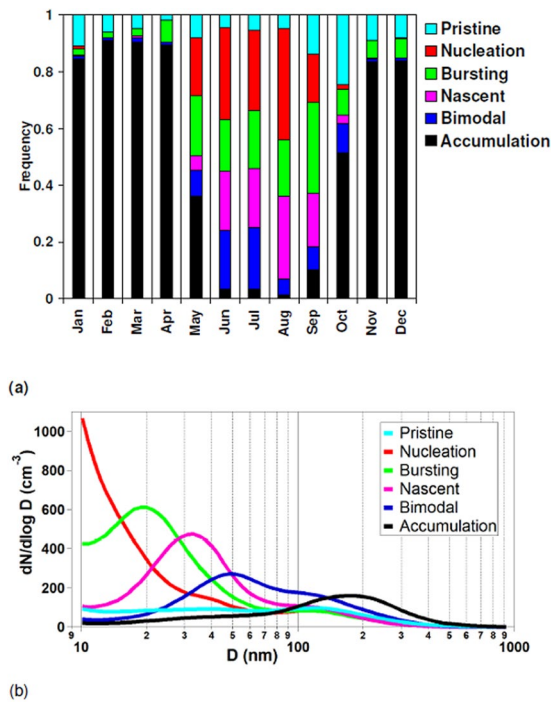 1
0.8
0.6
0.4
0.2
0
Frequency
Jan Feb Mar Apr May Jun Jul Aug Sep Oct Nov Dec
Pristine
Nucleation
Bursting
Nascent
Bimodal
Accumulation
(a)
1000
800
600
400
200
0
dN/dlog D (cm⁻³)
Pristine
Nucleation
Bursting
Nascent
Bimodal
Accumulation
9 2 3 4 5 6 7 8 9 2 3 4 5 6 7 8 9
10 100 1000
D (nm)
(b)